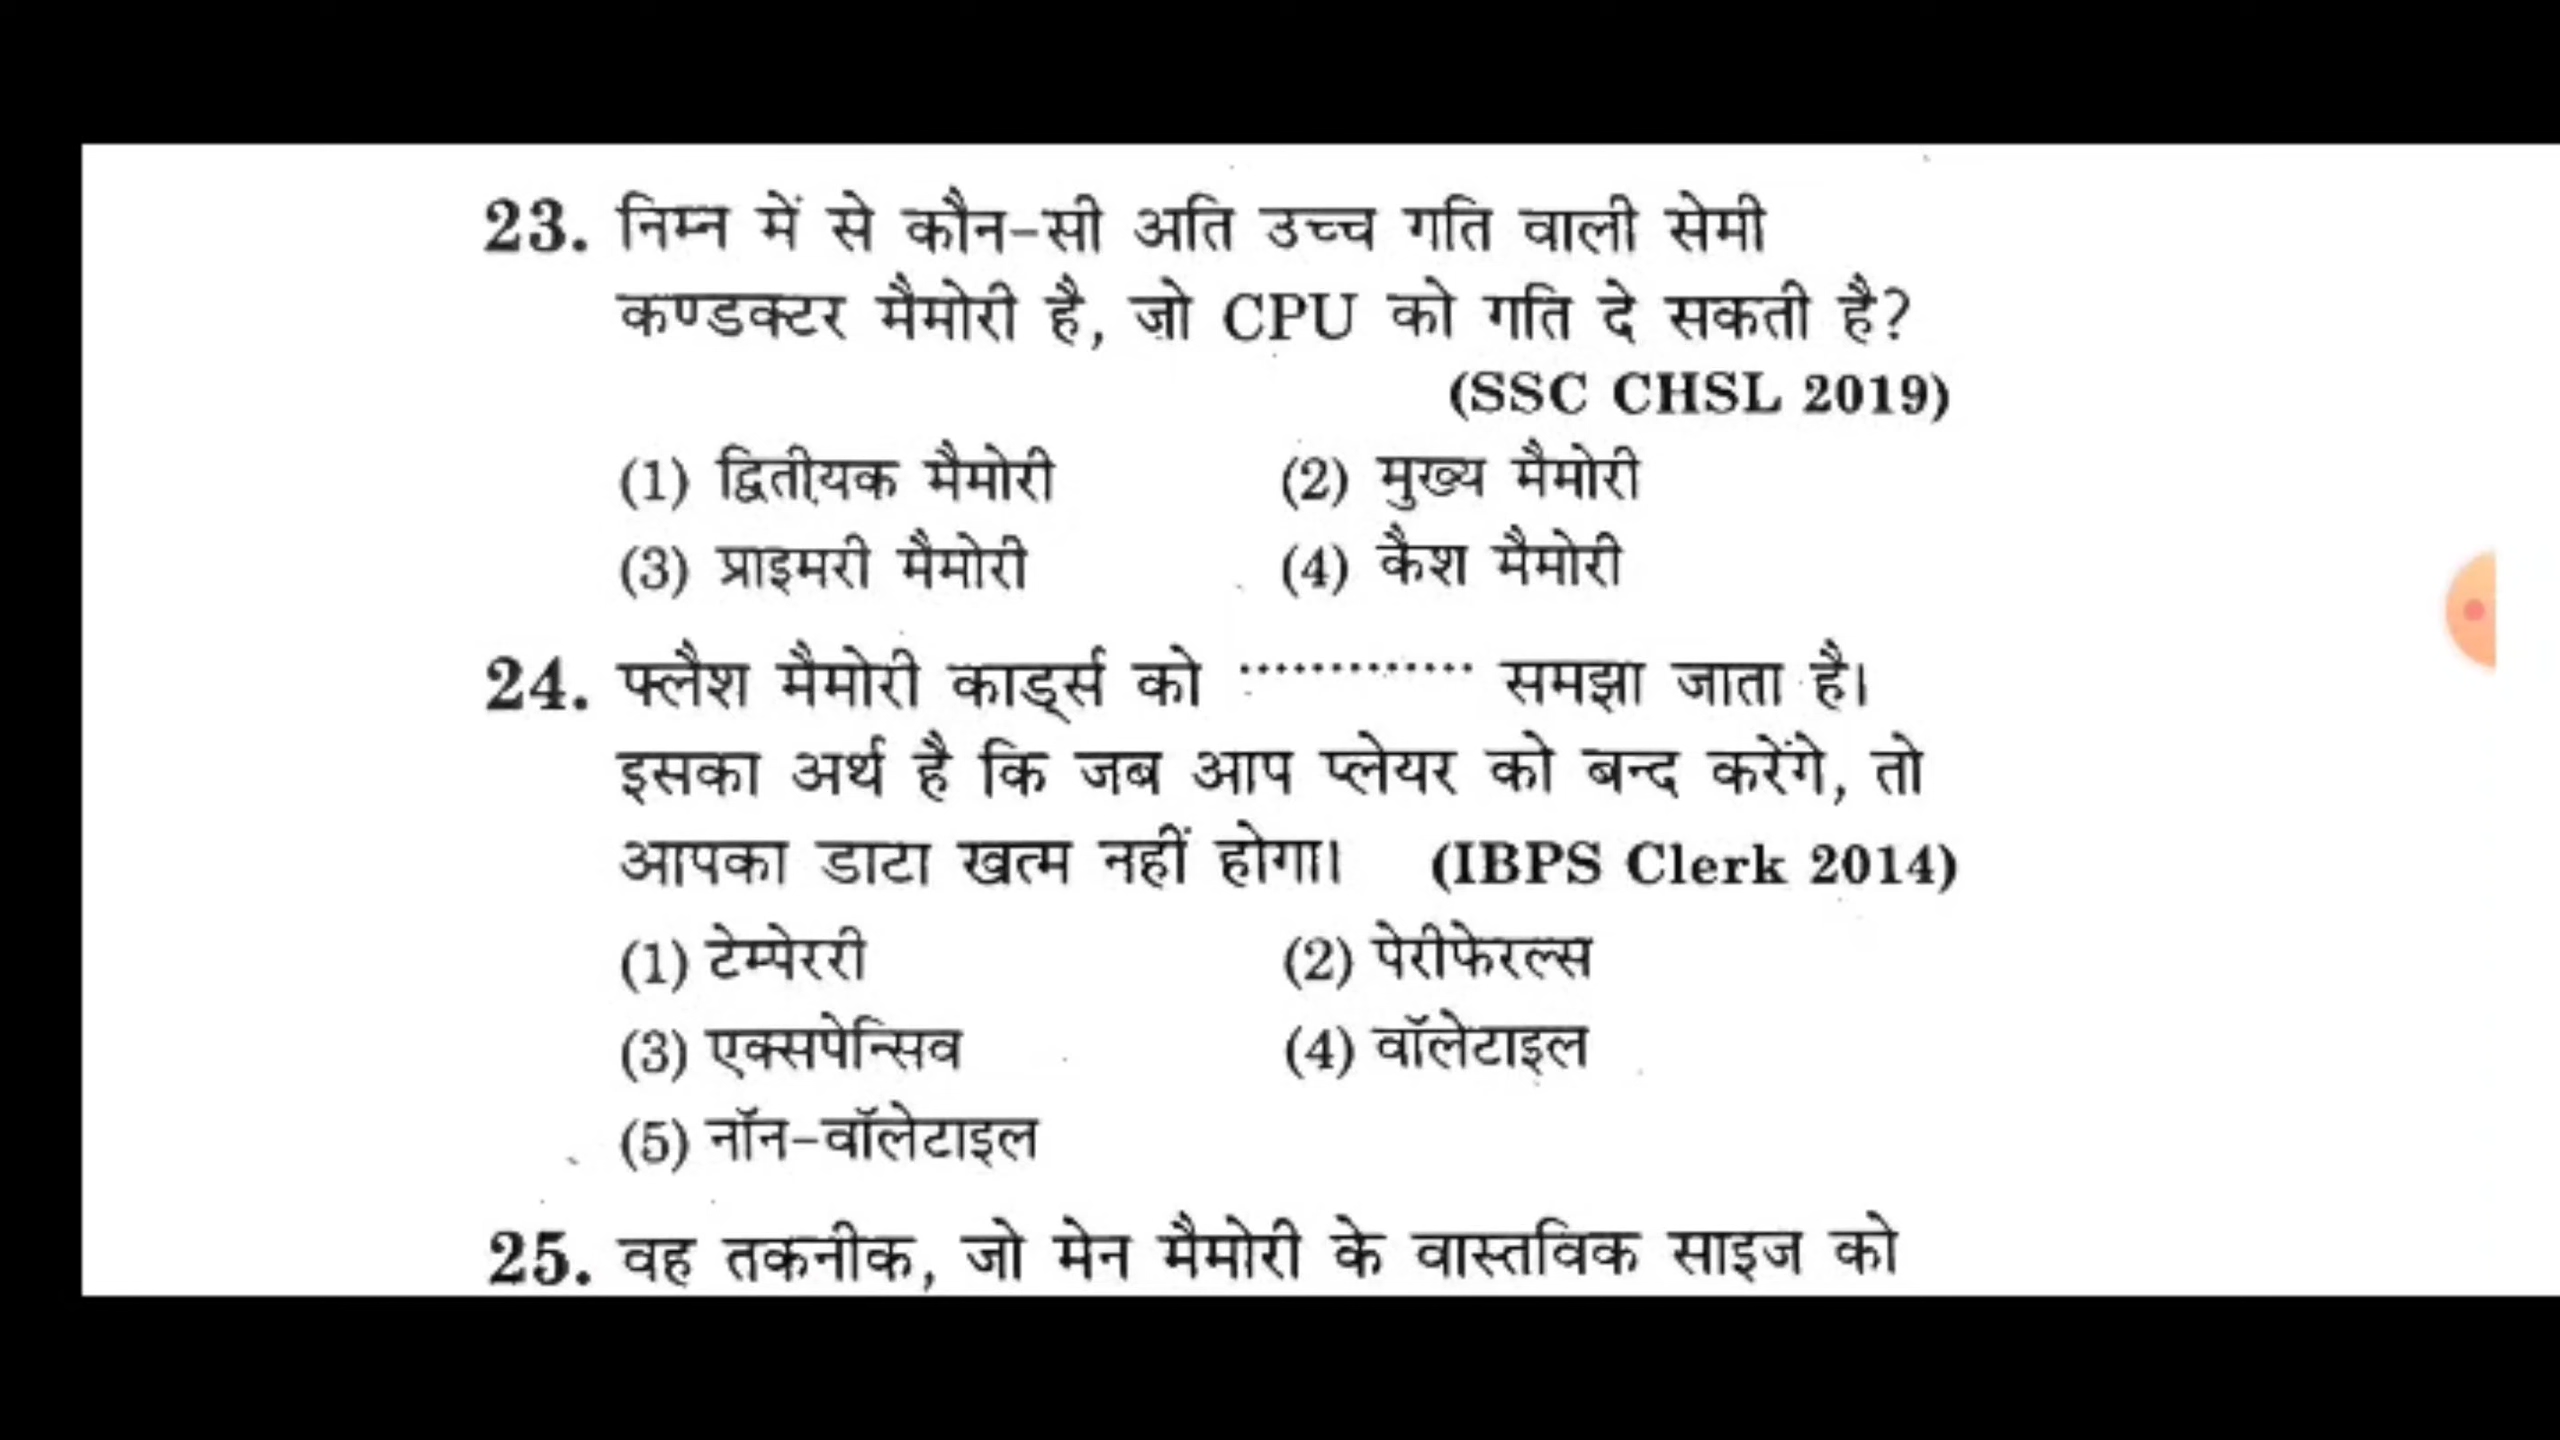 23. निम्न में से कौन-सी अति उच्च गति वाली सेमी
कण्डक्टर मैमोरी है, जो CPU को गति दे सकती है?
(SSC CHSL 2019)
(1) द्वितीयक मैमोरी (2) मुख्य मैमोरी
(3) प्राइमरी मैमोरी (4) कैश मैमोरी
24. फ्लैश मैमोरी कार्ड्स को ............. समझा जाता है।
इसका अर्थ है कि जब आप प्लेयर को बन्द करेंगे, तो
आपका डाटा खत्म नहीं होगा। (IBPS Clerk 2014)
(1) टेम्पेररी (2) पेरीफेरल्स
(3) एक्सपेन्सिव (4) वॉलेटाइल
(5) नॉन-वॉलेटाइल
25. वह तकनीक, जो मेन मैमोरी के वास्तविक साइज को